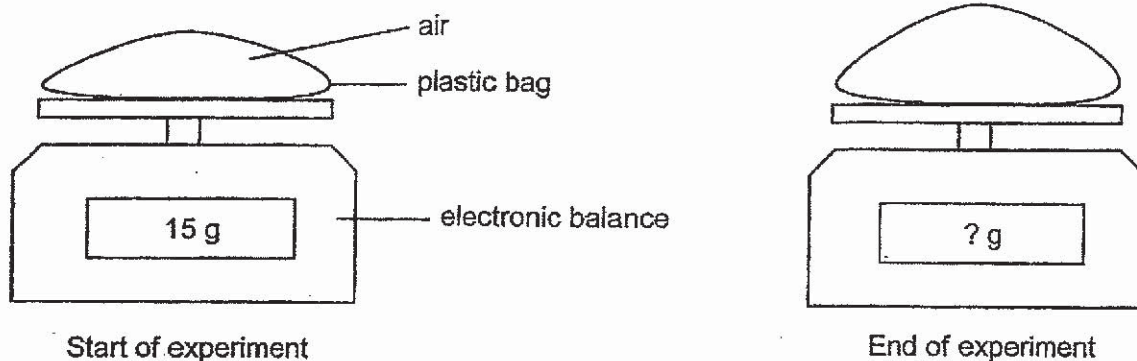 air
plastic bag
15 g
electronic balance
? g
Start of experiment
End of experiment